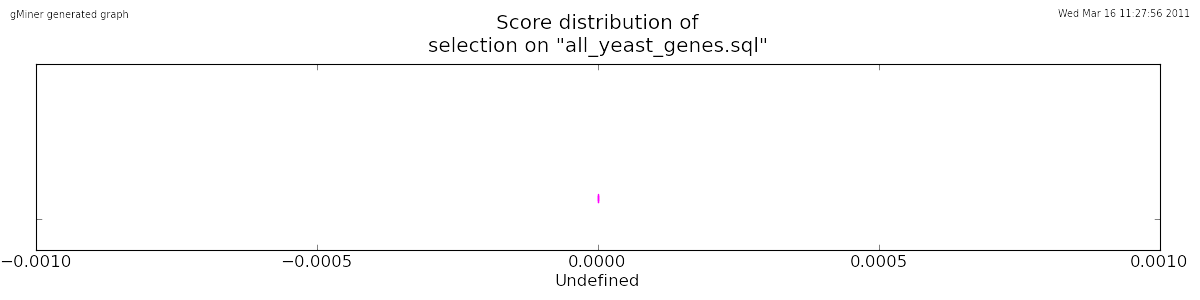 gMiner generated graph
Wed Mar 16 11:27:56 2011
Score distribution of
selection on "all_yeast_genes.sql"
−0.0010 −0.0005 0.0000 0.0005 0.0010
Undefined